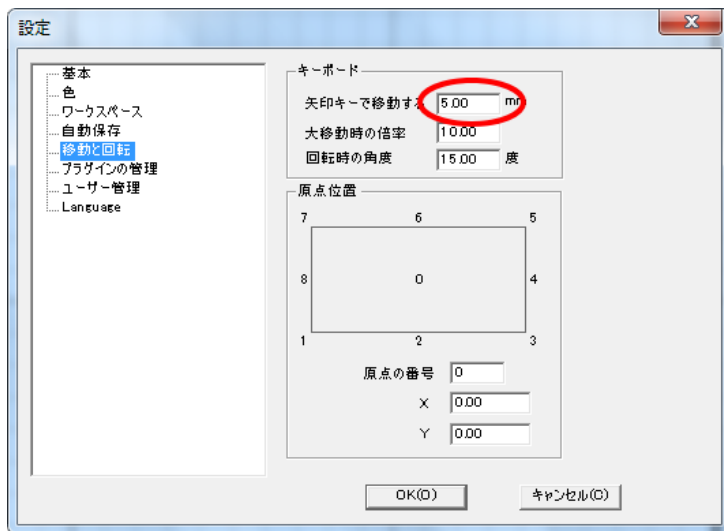 設定
基本
色
ワークスペース
自動保存
移動と回転
プラグインの管理
ユーザー管理
Language
キーボード
矢印キーで移動する 5.00 mm
大移動時の倍率 10.00
回転時の角度 15.00 度
原点位置
7 6 5
8 0 4
1 2 3
原点の番号 0
X 0.00
Y 0.00
OK(O) キャンセル(C)